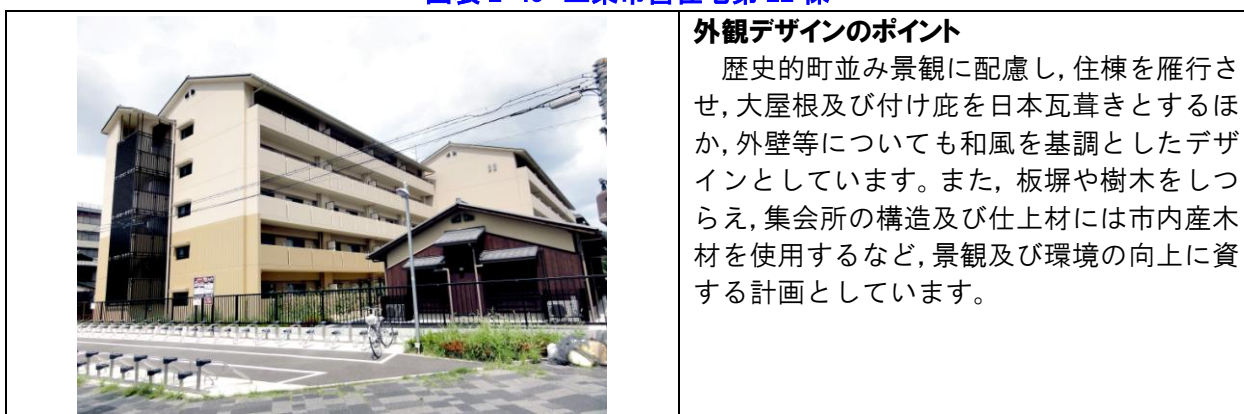 外観デザインのポイント
歴史的町並み景観に配慮し,住棟を雁行さ
せ,大屋根及び付け庇を日本瓦葺きとするほ
か,外壁等についても和風を基調としたデザ
インとしています。また,板塀や樹木をしつ
らえ,集会所の構造及び仕上材には市内産木
材を使用するなど,景観及び環境の向上に資
する計画としています。